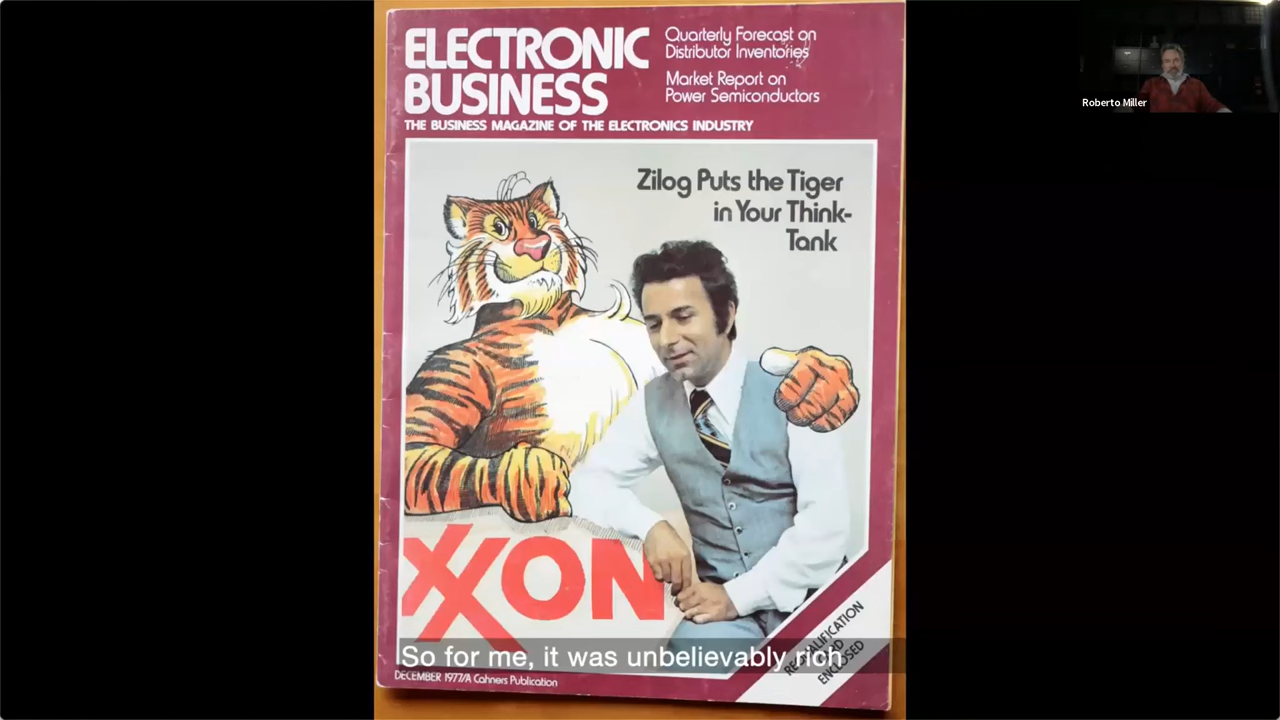 ELECTRONIC
BUSINESS
Quarterly Forecast on
Distributor Inventories
Market Report on
Power Semiconductors
THE BUSINESS MAGAZINE OF THE ELECTRONICS INDUSTRY
Roberto Miller
Zilog Puts the Tiger
in Your Think-
Tank
EXXON
So for me, it was unbelievably rich
ENCLOSED
DECEMBER 1977/A Cahners Publication